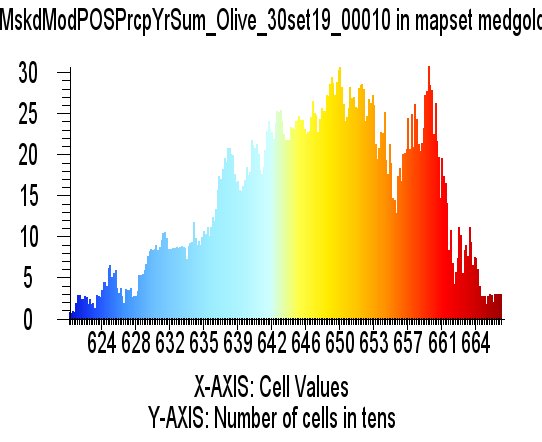 MskdModPOSPrcpYrSum_Olive_30set19_00010 in mapset medgold
30
25
20
15
10
5
0
624 628 632 635 639 642 646 650 653 657 661 664
X-AXIS: Cell Values
Y-AXIS: Number of cells in tens